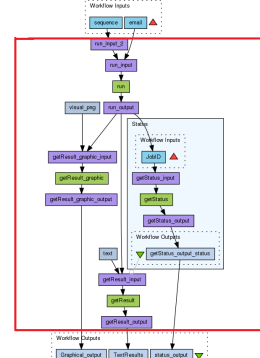 Workflow Inputs
sequence email
run_input_2
run_input
run
visual_png run_output
Status
Workflow Inputs
getResult_graphic_input JobID
getResult_graphic getStatus_input
getResult_graphic_output getStatus
getStatus_output
Workflow Outputs
text getStatus_output_status
getResult_input
getResult
getResult_output
Workflow Outputs
Graphical_output TextResults status_output